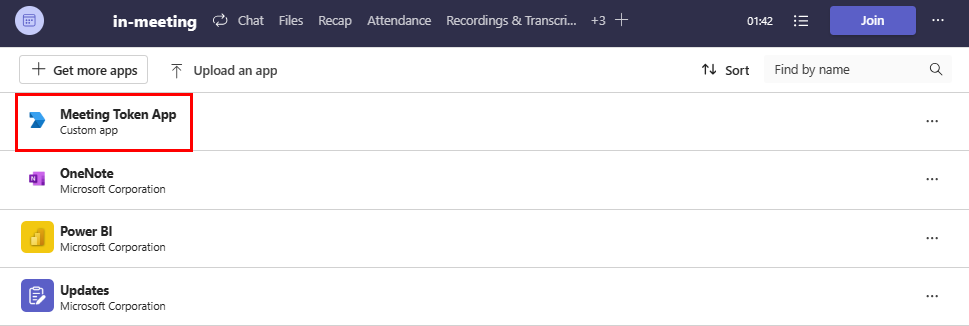 in-meeting Chat Files Recap Attendance Recordings & Transcri... +3 01:42 Join ...
Get more apps Upload an app Sort Find by name
Meeting Token App
Custom app
...
OneNote
Microsoft Corporation
...
Power BI
Microsoft Corporation
...
Updates
Microsoft Corporation
...